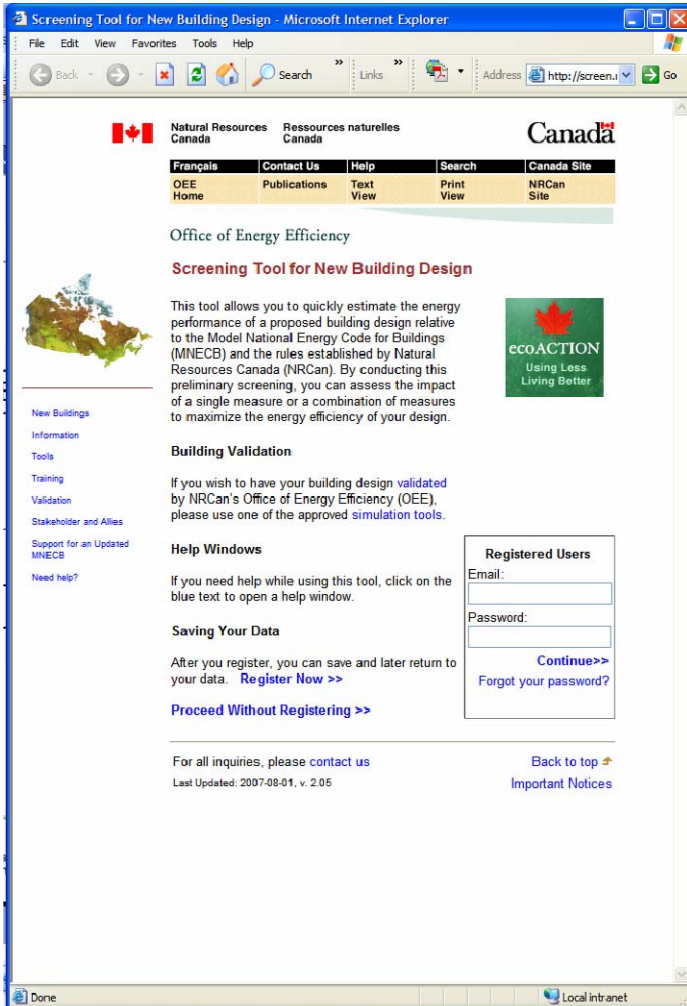 Screening Tool for New Building Design - Microsoft Internet Explorer
File Edit View Favorites Tools Help
Back Search » Links » Address http://screen.r Go
Natural Resources Canada
Ressources naturelles Canada
Canada
Français Contact Us Help Search Canada Site
OEE Home Publications Text View Print View NRCan Site
Office of Energy Efficiency
Screening Tool for New Building Design
This tool allows you to quickly estimate the energy
performance of a proposed building design relative
to the Model National Energy Code for Buildings
(MNECB) and the rules established by Natural
Resources Canada (NRCan). By conducting this
preliminary screening, you can assess the impact
of a single measure or a combination of measures
to maximize the energy efficiency of your design.
ecoACTION
Using Less
Living Better
New Buildings
Information
Tools
Training
Validation
Stakeholder and Allies
Support for an Updated
MNECB
Need help?
Building Validation
If you wish to have your building design validated
by NRCan's Office of Energy Efficiency (OEE),
please use one of the approved simulation tools.
Help Windows
If you need help while using this tool, click on the
blue text to open a help window.
Saving Your Data
After you register, you can save and later return to
your data. Register Now >>
Proceed Without Registering >>
Registered Users
Email:
Password:
Continue>>
Forgot your password?
For all inquiries, please contact us
Back to top
Last Updated: 2007-08-01, v. 2.05
Important Notices
Done
Local intranet